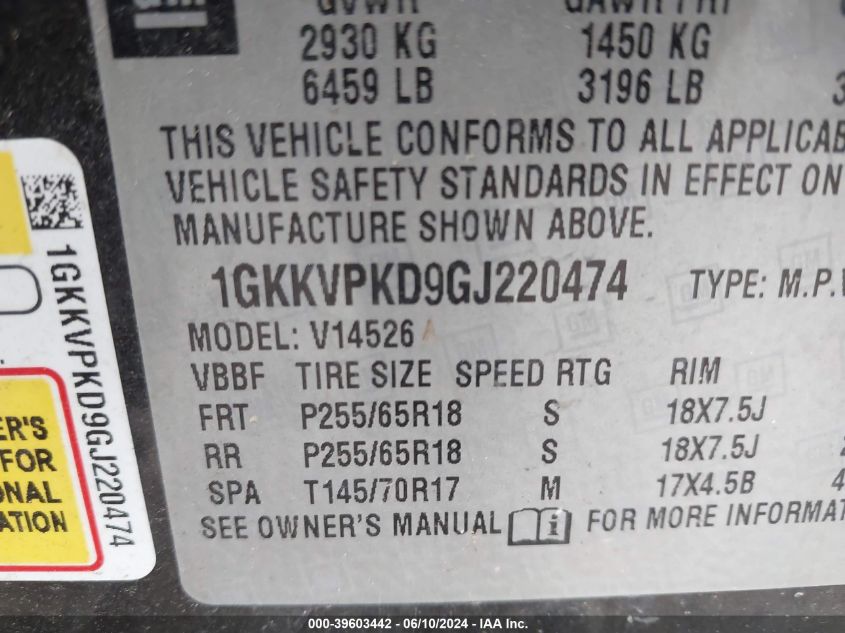 GVWR GAWR FRT
2930 KG 1450 KG
6459 LB 3196 LB 3
THIS VEHICLE CONFORMS TO ALL APPLICAB
VEHICLE SAFETY STANDARDS IN EFFECT ON
MANUFACTURE SHOWN ABOVE.
1GKKVPKD9GJ220474 TYPE: M.P.V
MODEL: V14526
VBBF TIRE SIZE SPEED RTG RIM
FRT P255/65R18 S 18X7.5J
RR P255/65R18 S 18X7.5J
SPA T145/70R17 M 17X4.5B 4
SEE OWNER'S MANUAL FOR MORE INFORMAT
1GKKVPKD9GJ220474
ER'S
FOR
ONAL
ATION
000-39603442 - 06/10/2024 - IAA Inc.